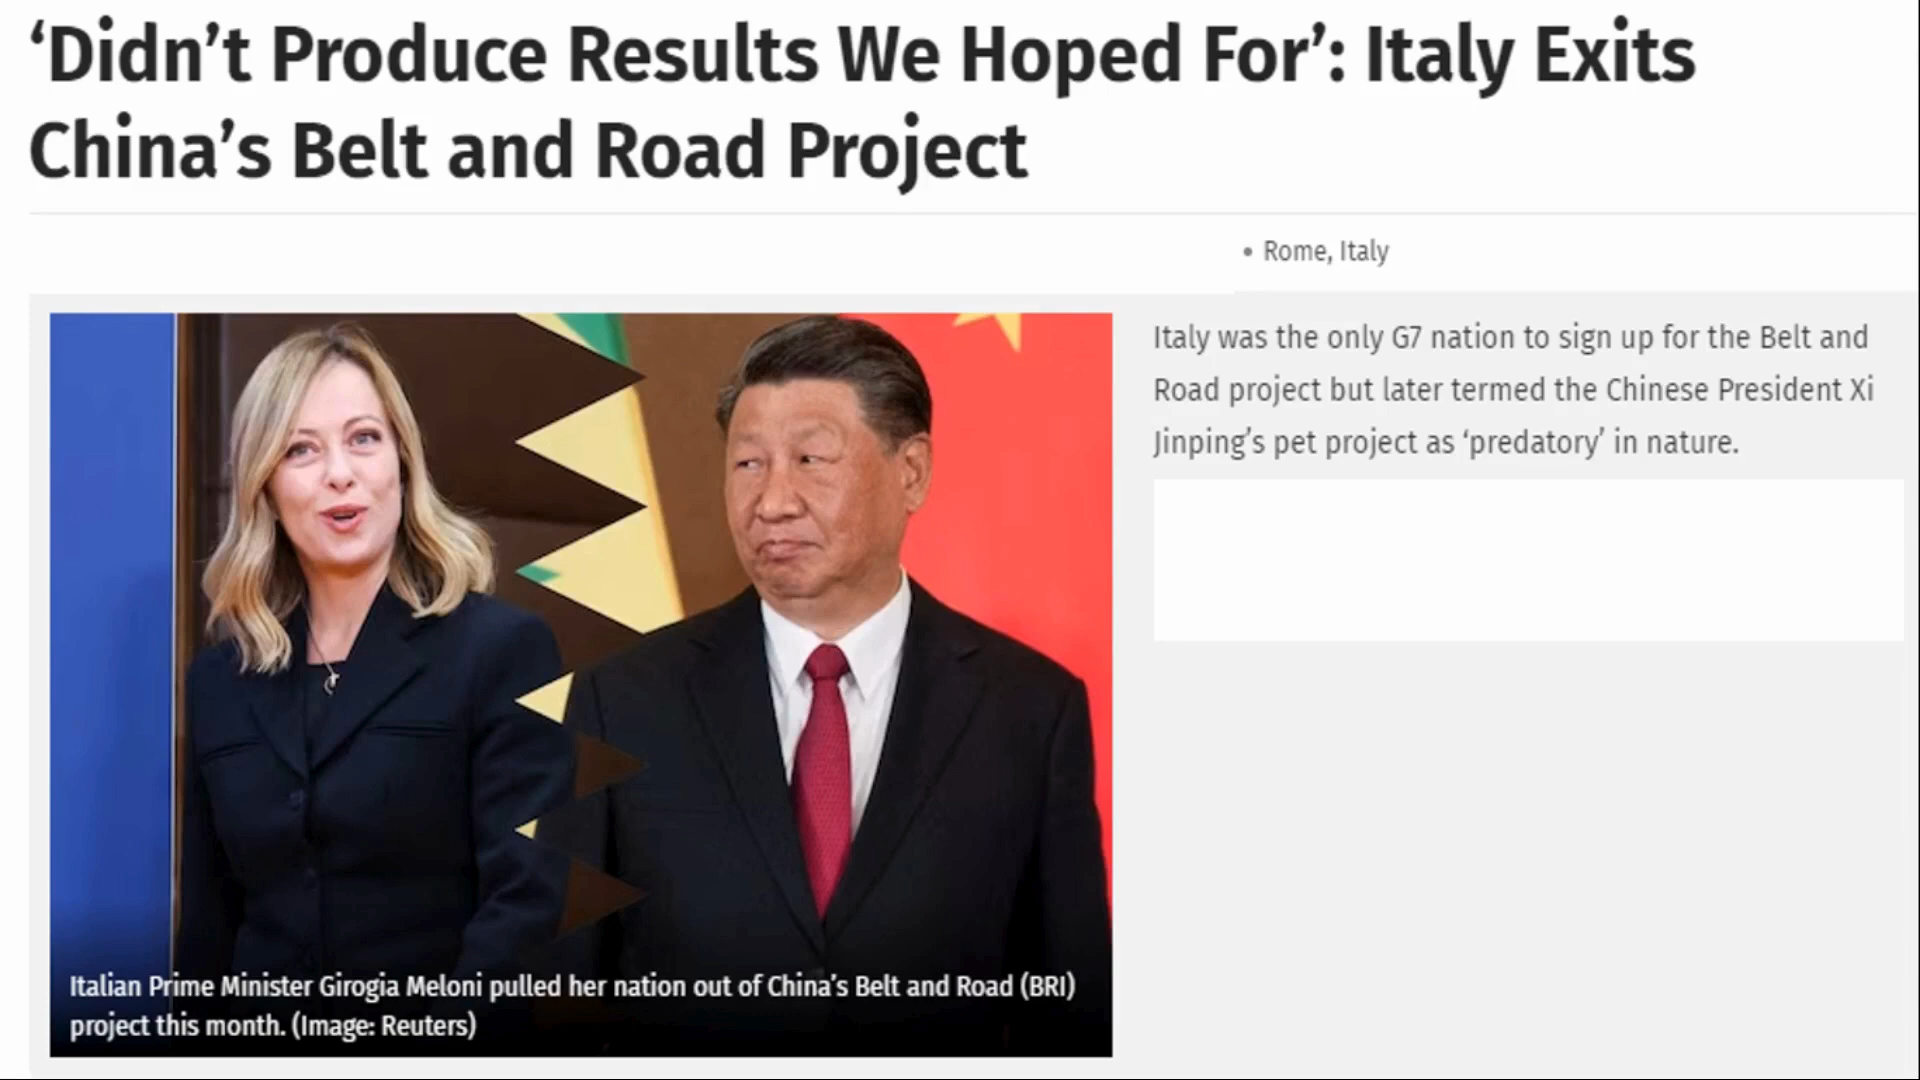 ‘Didn’t Produce Results We Hoped For’: Italy Exits
China’s Belt and Road Project
• Rome, Italy
Italy was the only G7 nation to sign up for the Belt and
Road project but later termed the Chinese President Xi
Jinping’s pet project as ‘predatory’ in nature.
Italian Prime Minister Girogia Meloni pulled her nation out of China’s Belt and Road (BRI)
project this month. (Image: Reuters)